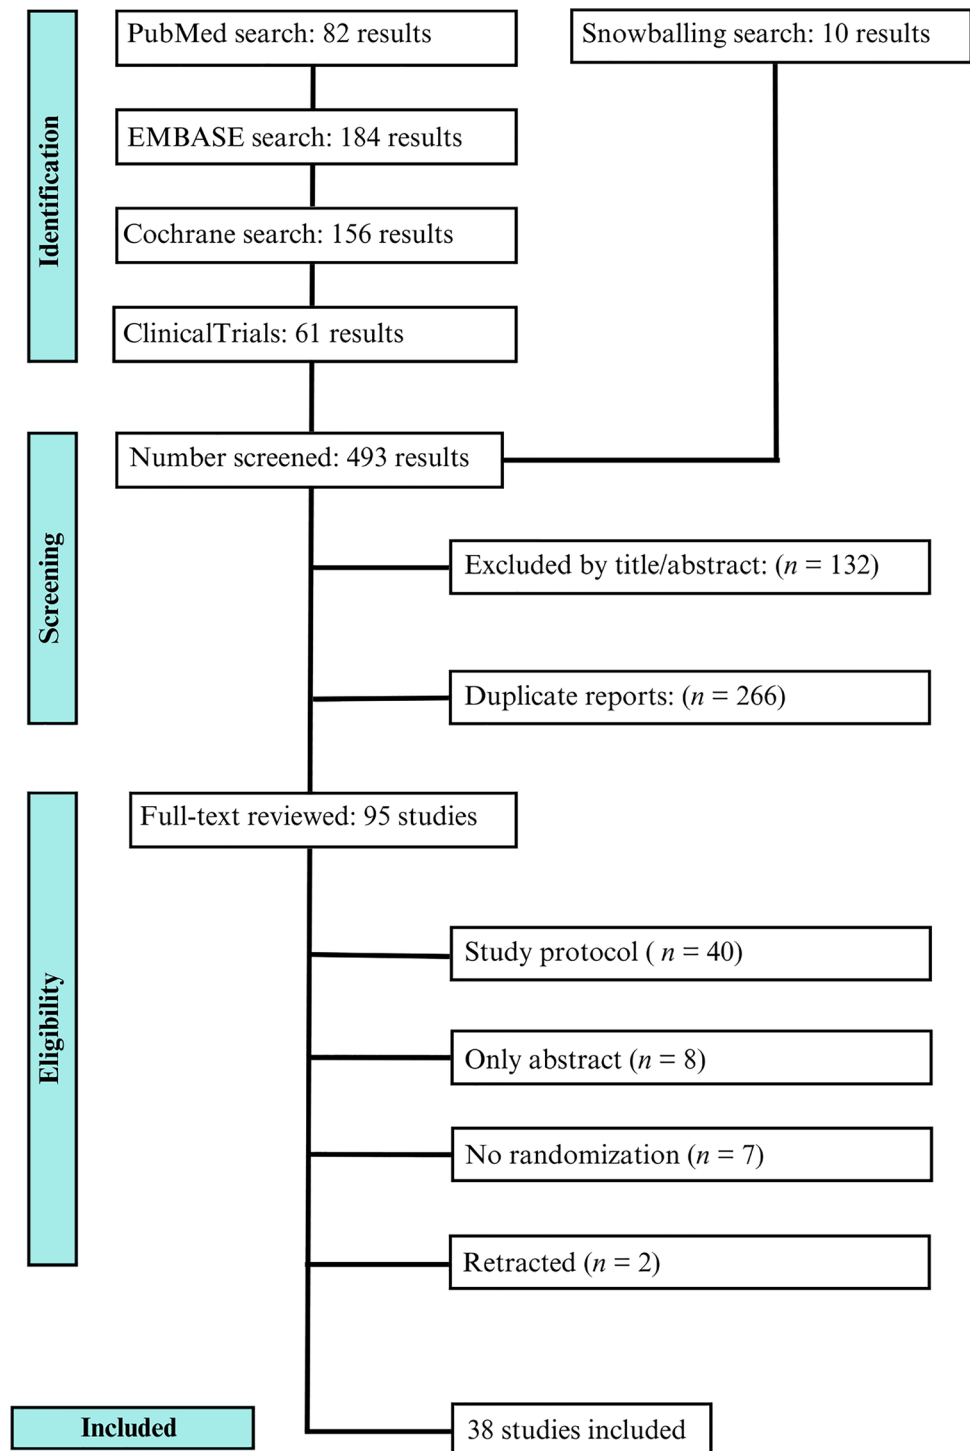 PubMed search: 82 results
Snowballing search: 10 results
EMBASE search: 184 results
Identification
Cochrane search: 156 results
ClinicalTrials: 61 results
Number screened: 493 results
Screening
Excluded by title/abstract: (n = 132)
Duplicate reports: (n = 266)
Full-text reviewed: 95 studies
Eligibility
Study protocol ( n = 40)
Only abstract (n = 8)
No randomization (n = 7)
Retracted (n = 2)
Included
38 studies included